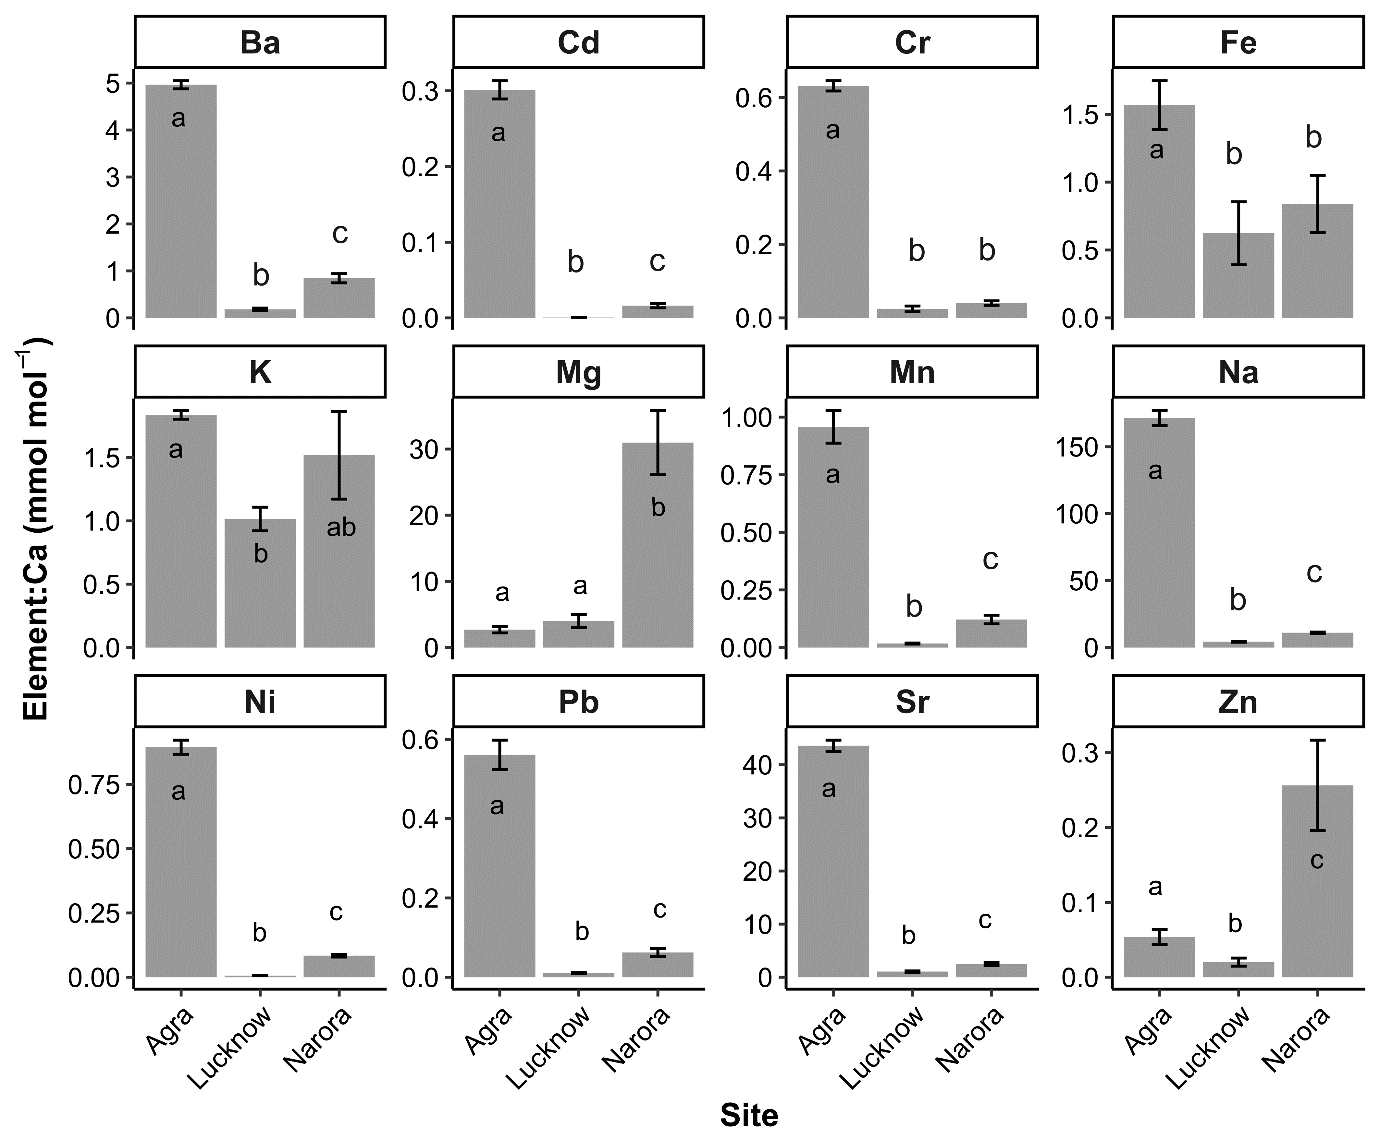 Ba Cd Cr Fe
5
4
3
2
1
0
a b c
0.3
0.2
0.1
0.0
a b c
0.6
0.4
0.2
0.0
a b b
1.5
1.0
0.5
0.0
a b b
Element:Ca (mmol mol⁻¹)
K Mg Mn Na
1.5
1.0
0.5
0.0
a b ab
30
20
10
0
a a b
1.00
0.75
0.50
0.25
0.00
a b c
150
100
50
0
a b c
Ni Pb Sr Zn
0.75
0.50
0.25
0.00
a b c
0.6
0.4
0.2
0.0
a b c
40
30
20
10
0
a b c
0.3
0.2
0.1
0.0
a b c
Agra Lucknow Narora Agra Lucknow Narora Agra Lucknow Narora Agra Lucknow Narora
Site